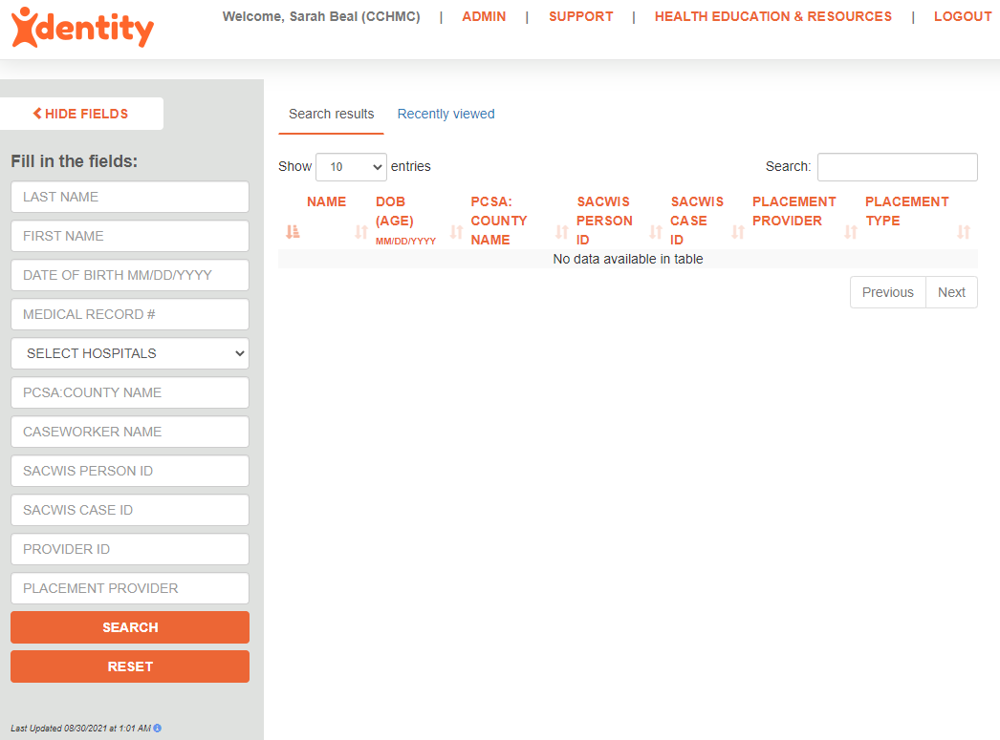 identity
Welcome, Sarah Beal (CCHMC) | ADMIN | SUPPORT | HEALTH EDUCATION & RESOURCES | LOGOUT
HIDE FIELDS
Fill in the fields:
LAST NAME
FIRST NAME
DATE OF BIRTH MM/DD/YYYY
MEDICAL RECORD #
SELECT HOSPITALS
PCSA:COUNTY NAME
CASEWORKER NAME
SACWIS PERSON ID
SACWIS CASE ID
PROVIDER ID
PLACEMENT PROVIDER
SEARCH
RESET
Last Updated 08/30/2021 at 1:01 AM
Search results Recently viewed
Show 10 entries Search:
NAME DOB PCSA: SACWIS SACWIS PLACEMENT PLACEMENT
(AGE) COUNTY PERSON CASE PROVIDER TYPE
MM/DD/YYYY NAME ID ID
No data available in table
Previous Next